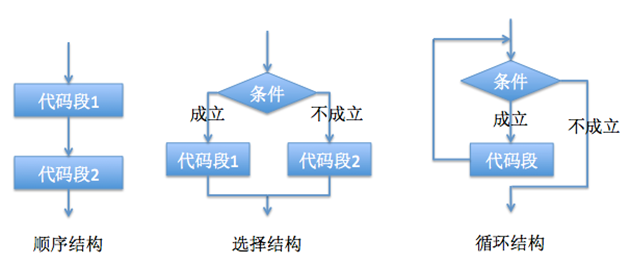 代码段1
代码段2
顺序结构
条件
成立
不成立
代码段1
代码段2
选择结构
条件
成立
不成立
代码段
循环结构